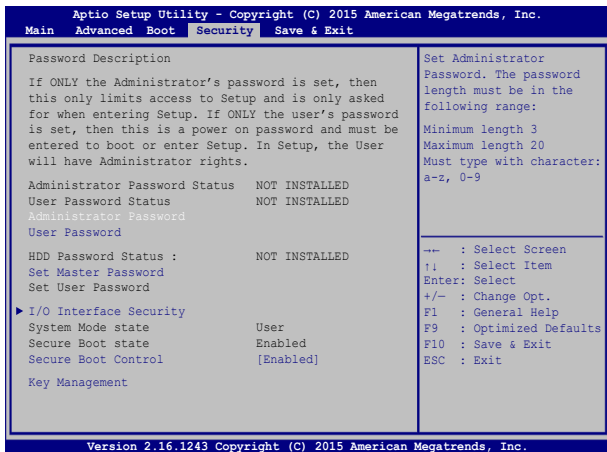 Aptio Setup Utility - Copyright (C) 2015 American Megatrends, Inc.
Main Advanced Boot Security Save & Exit
Password Description
If ONLY the Administrator's password is set, then
this only limits access to Setup and is only asked
for when entering Setup. If ONLY the user's password
is set, then this is a power on password and must be
entered to boot or enter Setup. In Setup, the User
will have Administrator rights.
Administrator Password Status NOT INSTALLED
User Password Status NOT INSTALLED
Administrator Password
User Password
HDD Password Status : NOT INSTALLED
Set Master Password
Set User Password
I/O Interface Security
System Mode state User
Secure Boot state Enabled
Secure Boot Control [Enabled]
Key Management
Set Administrator
Password. The password
length must be in the
following range:
Minimum length 3
Maximum length 20
Must type with character:
a-z, 0-9
→← : Select Screen
↑↓ : Select Item
Enter: Select
+/— : Change Opt.
F1 : General Help
F9 : Optimized Defaults
F10 : Save & Exit
ESC : Exit
Version 2.16.1243 Copyright (C) 2015 American Megatrends, Inc.